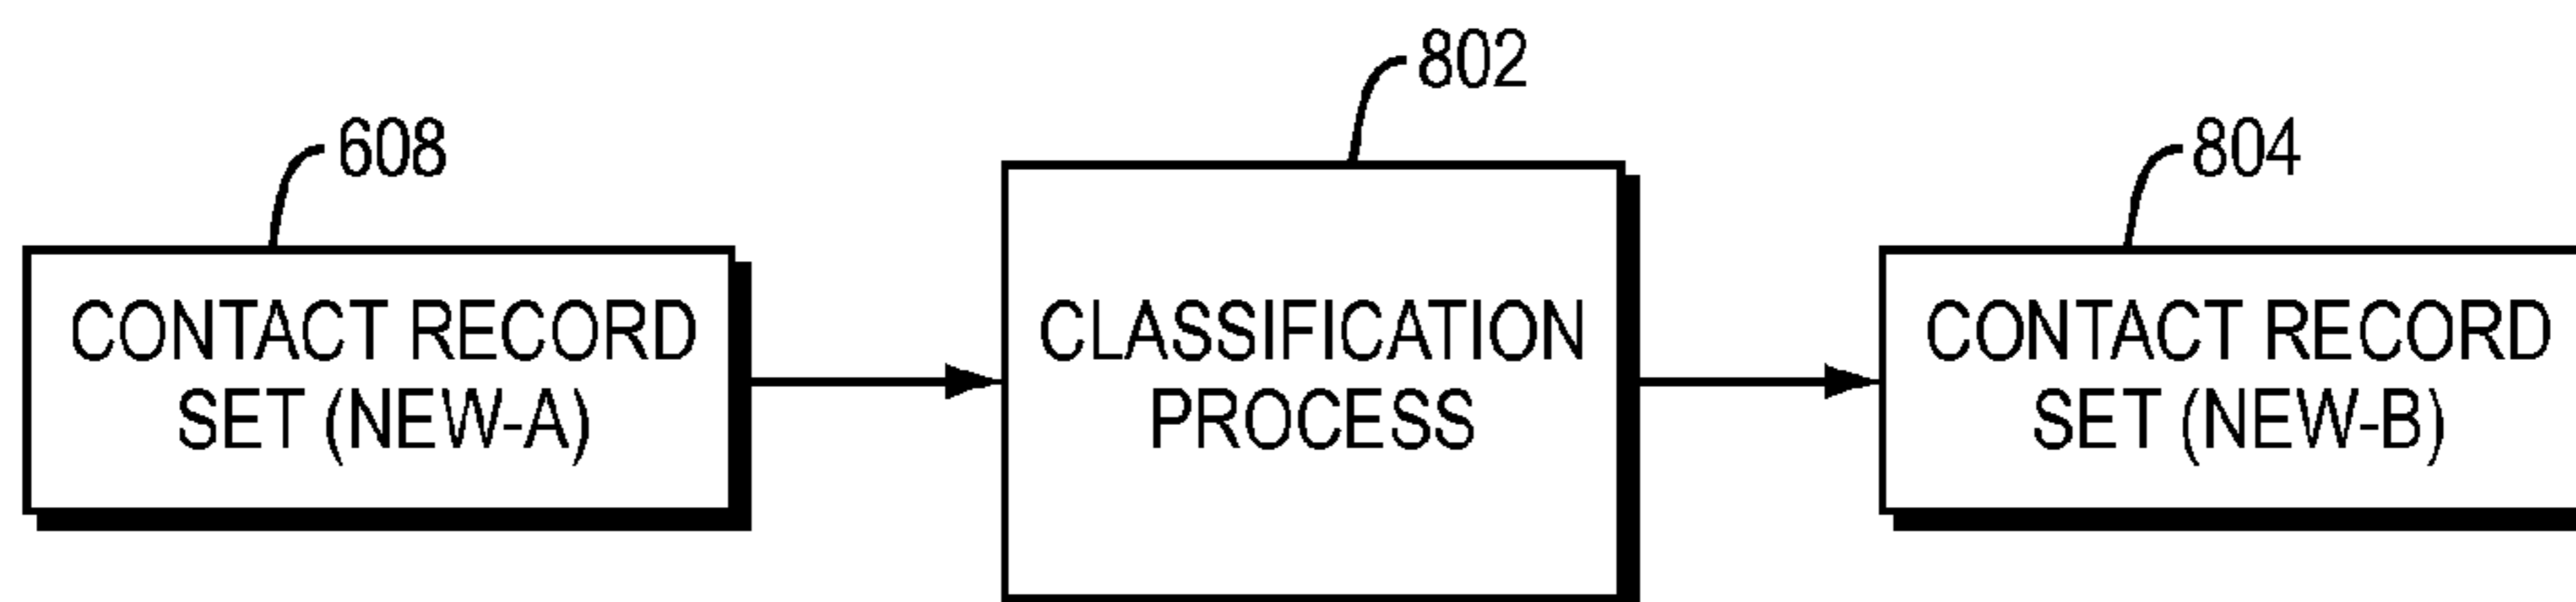 802
608
804
CONTACT RECORD
SET (NEW-A)
CLASSIFICATION
PROCESS
CONTACT RECORD
SET (NEW-B)